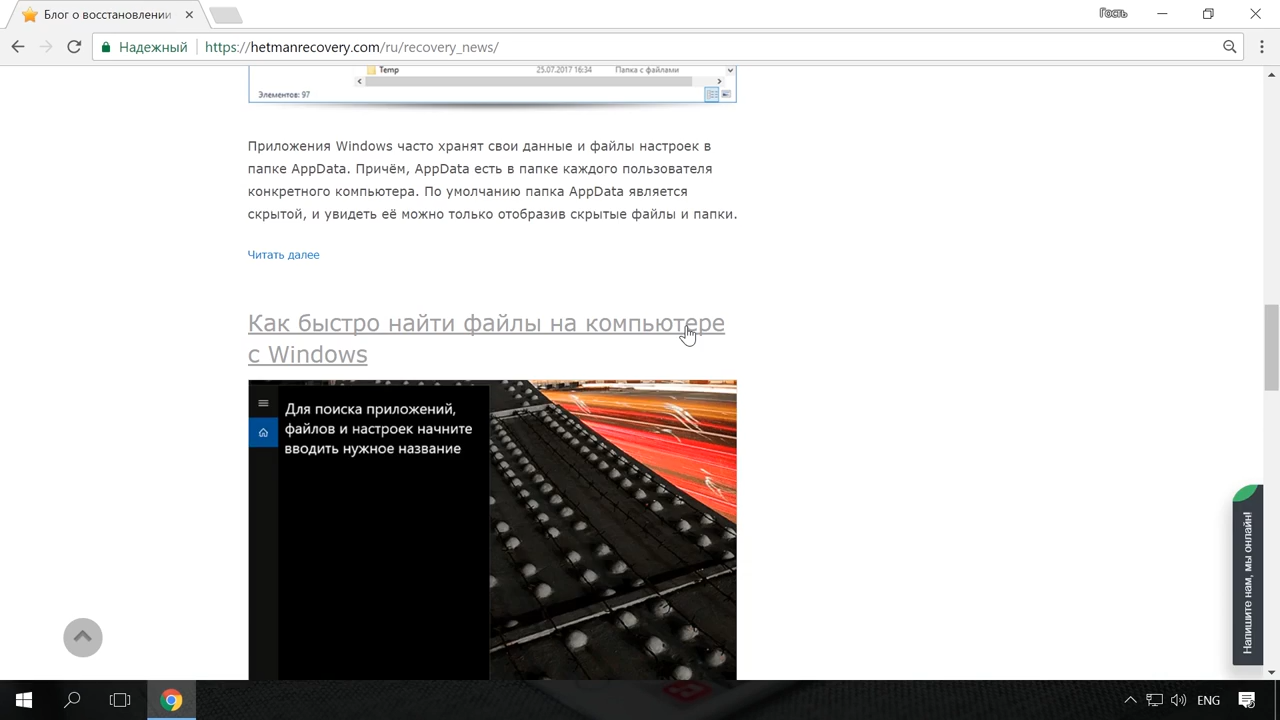 Блог о восстановлении
Гость
Надежный
https://hetmanrecovery.com/ru/recovery_news/
Temp
25.07.2017 16:34
Папка с файлами
Элементов: 97
Приложения Windows часто хранят свои данные и файлы настроек в
папке AppData. Причём, AppData есть в папке каждого пользователя
конкретного компьютера. По умолчанию папка AppData является
скрытой, и увидеть её можно только отобразив скрытые файлы и папки.
Читать далее
Как быстро найти файлы на компьютере
с Windows
Для поиска приложений,
файлов и настроек начните
вводить нужное название
Напишите нам, мы онлайн!
ENG